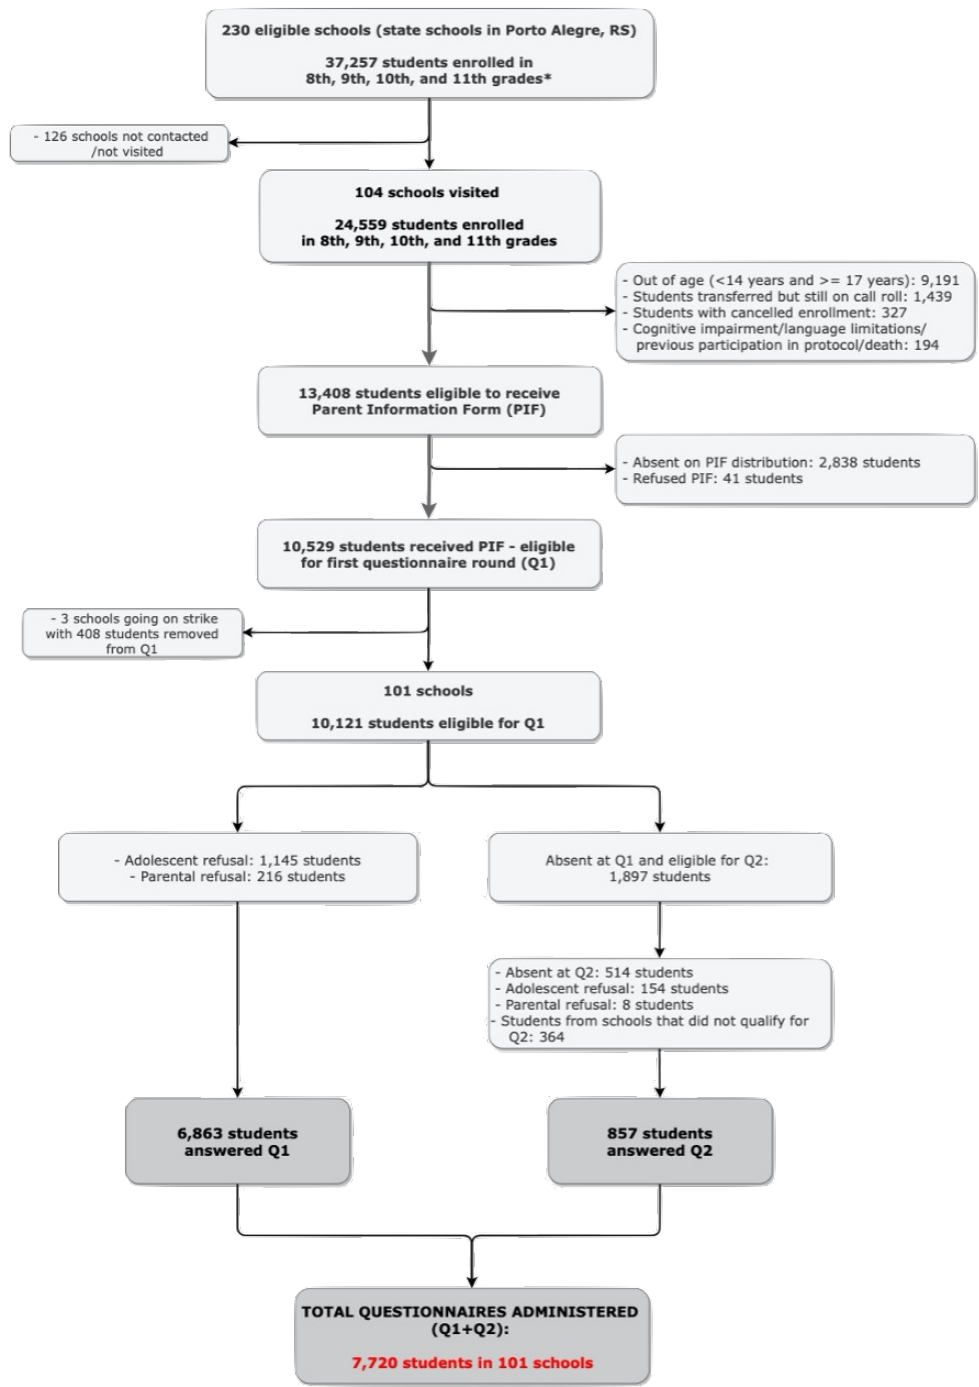 230 eligible schools (state schools in Porto Alegre, RS)
37,257 students enrolled in
8th, 9th, 10th, and 11th grades*
- 126 schools not contacted
/not visited
104 schools visited
24,559 students enrolled
in 8th, 9th, 10th, and 11th grades
- Out of age (<14 years and >= 17 years): 9,191
- Students transferred but still on call roll: 1,439
- Students with cancelled enrollment: 327
- Cognitive impairment/language limitations/
previous participation in protocol/death: 194
13,408 students eligible to receive
Parent Information Form (PIF)
- Absent on PIF distribution: 2,838 students
- Refused PIF: 41 students
10,529 students received PIF - eligible
for first questionnaire round (Q1)
- 3 schools going on strike
with 408 students removed
from Q1
101 schools
10,121 students eligible for Q1
- Adolescent refusal: 1,145 students
- Parental refusal: 216 students
Absent at Q1 and eligible for Q2:
1,897 students
- Absent at Q2: 514 students
- Adolescent refusal: 154 students
- Parental refusal: 8 students
- Students from schools that did not qualify for
Q2: 364
6,863 students
answered Q1
857 students
answered Q2
TOTAL QUESTIONNAIRES ADMINISTERED
(Q1+Q2):
7,720 students in 101 schools